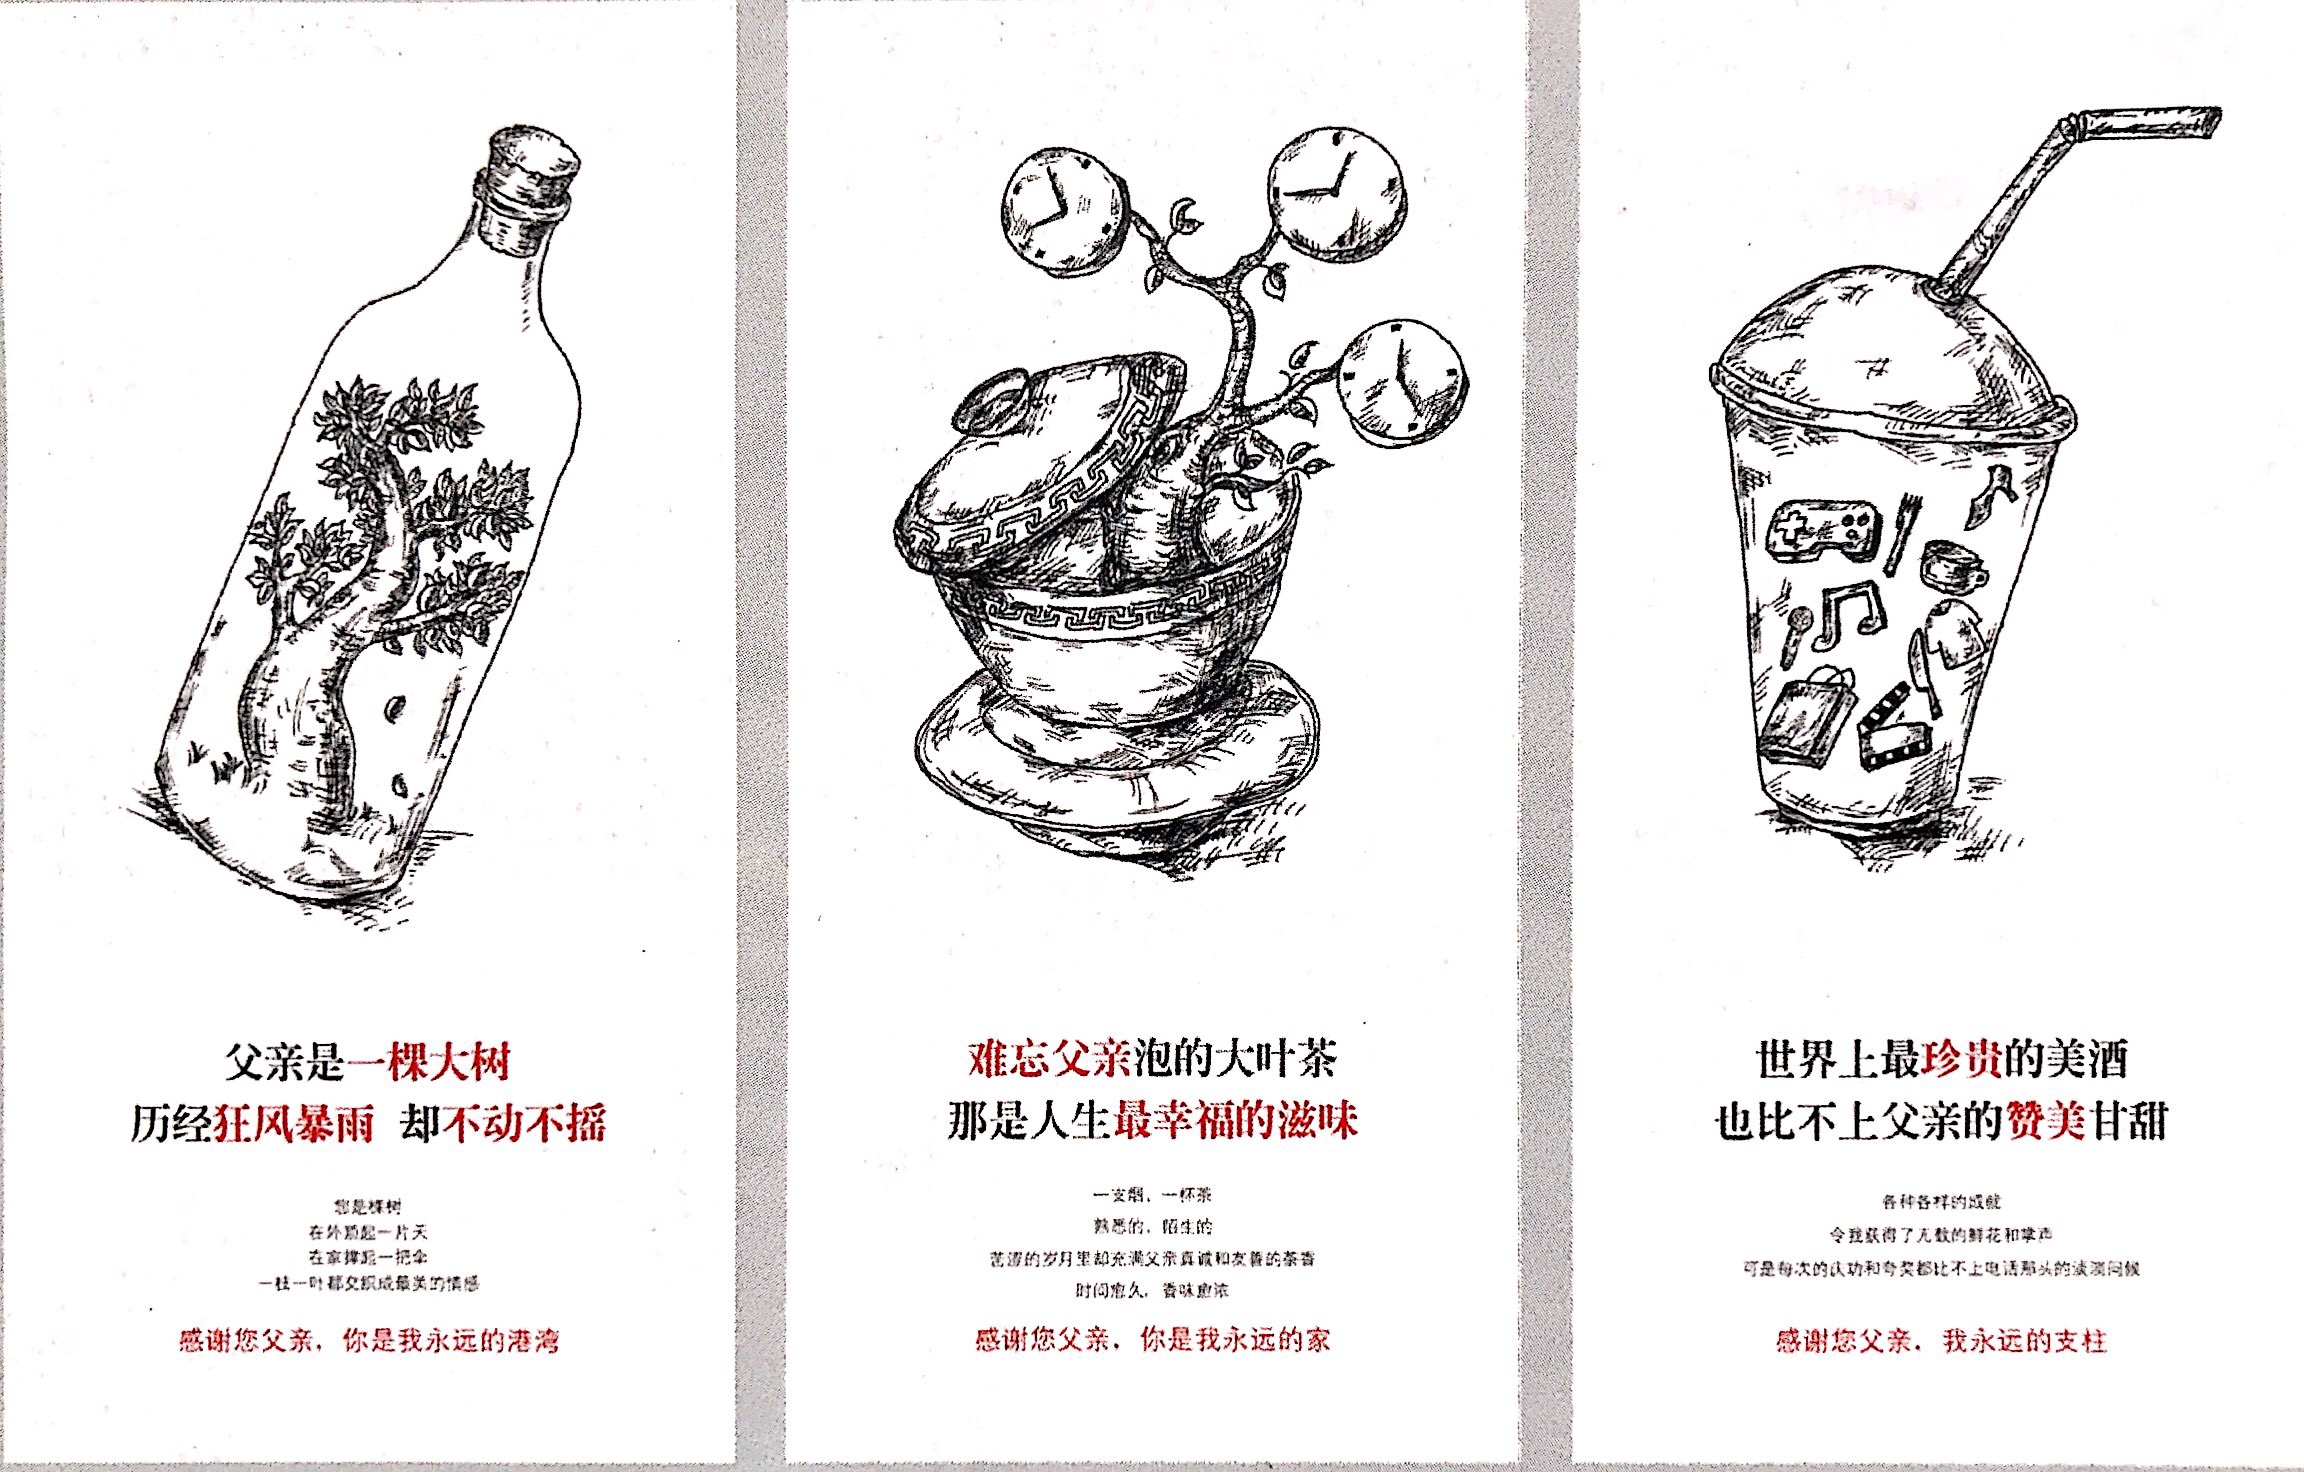 父亲是一棵大树
历经狂风暴雨 却不动不摇
您是棵树
在外顶起一片天
在家撑起一把伞
一枝一叶都交织成最美的情感
感谢您父亲，你是我永远的港湾
难忘父亲泡的大叶茶
那是人生最幸福的滋味
一支烟，一杯茶
熟悉的，陌生的
苦涩的岁月里却充满父亲真诚和友善的茶香
时间愈久，香味愈浓
感谢您父亲，你是我永远的家
世界上最珍贵的美酒
也比不上父亲的赞美甘甜
各种各样的成就
令我获得了无数的鲜花和掌声
可是每次的庆功和夸奖都比不上电话那头的淡淡问候
感谢您父亲，我永远的支柱